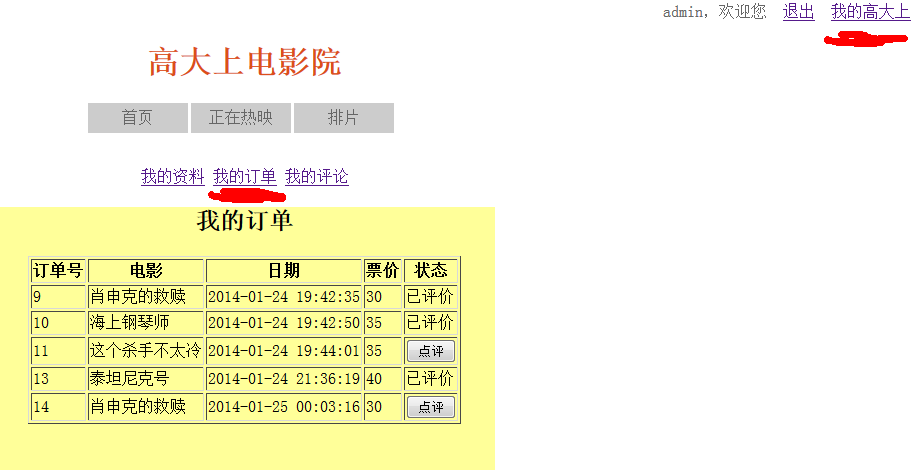 admin，欢迎您 退出 我的高大上
高大上电影院
首页 正在热映 排片
我的资料 我的订单 我的评论
我的订单
订单号 电影 日期 票价 状态
9 肖申克的救赎 2014-01-24 19:42:35 30 已评价
10 海上钢琴师 2014-01-24 19:42:50 35 已评价
11 这个杀手不太冷 2014-01-24 19:44:01 35 点评
13 泰坦尼克号 2014-01-24 21:36:19 40 已评价
14 肖申克的救赎 2014-01-25 00:03:16 30 点评